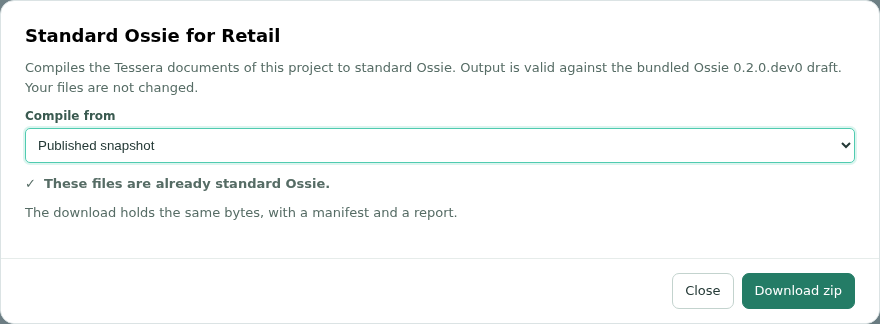 Standard Ossie for Retail
Compiles the Tessera documents of this project to standard Ossie. Output is valid against the bundled Ossie 0.2.0.dev0 draft.
Your files are not changed.
Compile from
Published snapshot
✓ These files are already standard Ossie.
The download holds the same bytes, with a manifest and a report.
Close
Download zip